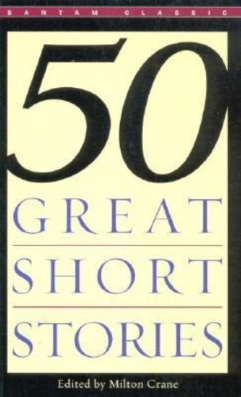 BANTAM CLASSIC
50
GREAT
SHORT
STORIES
Edited by Milton Crane